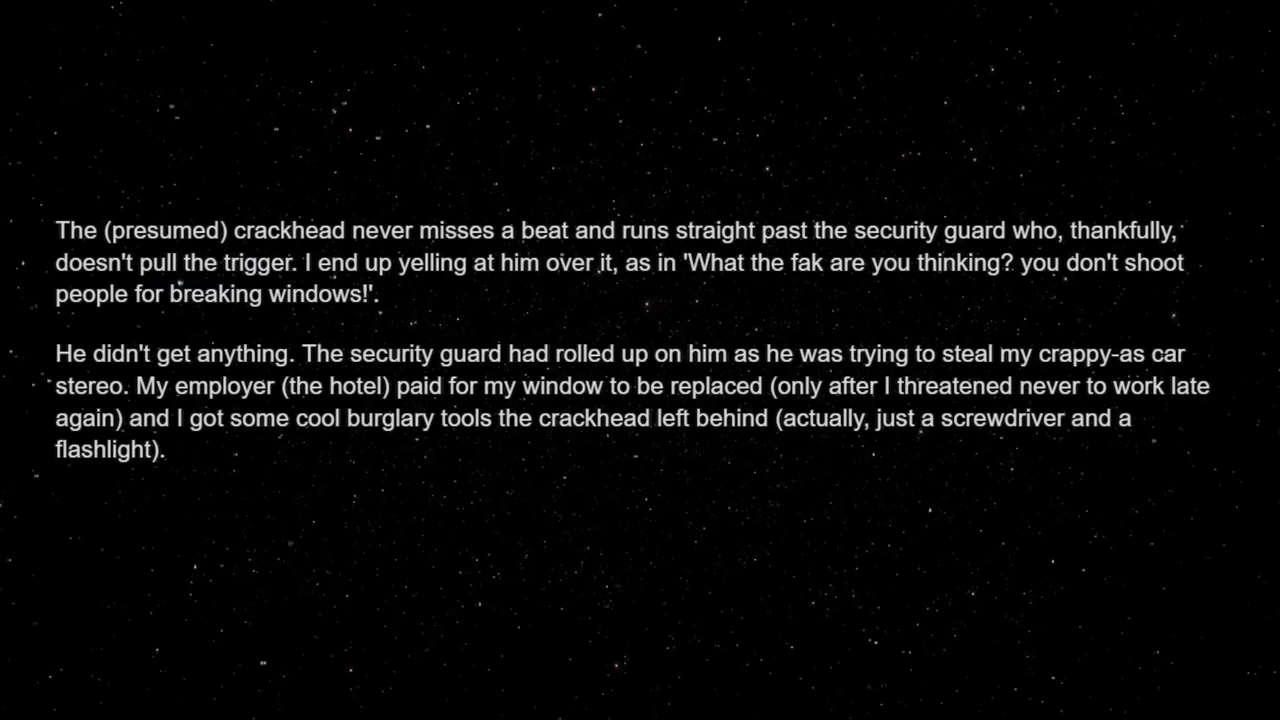 The (presumed) crackhead never misses a beat and runs straight past the security guard who, thankfully,
doesn't pull the trigger. I end up yelling at him over it, as in 'What the fak are you thinking? you don't shoot
people for breaking windows!'.
He didn't get anything. The security guard had rolled up on him as he was trying to steal my crappy-as car
stereo. My employer (the hotel) paid for my window to be replaced (only after I threatened never to work late
again) and I got some cool burglary tools the crackhead left behind (actually, just a screwdriver and a
flashlight).